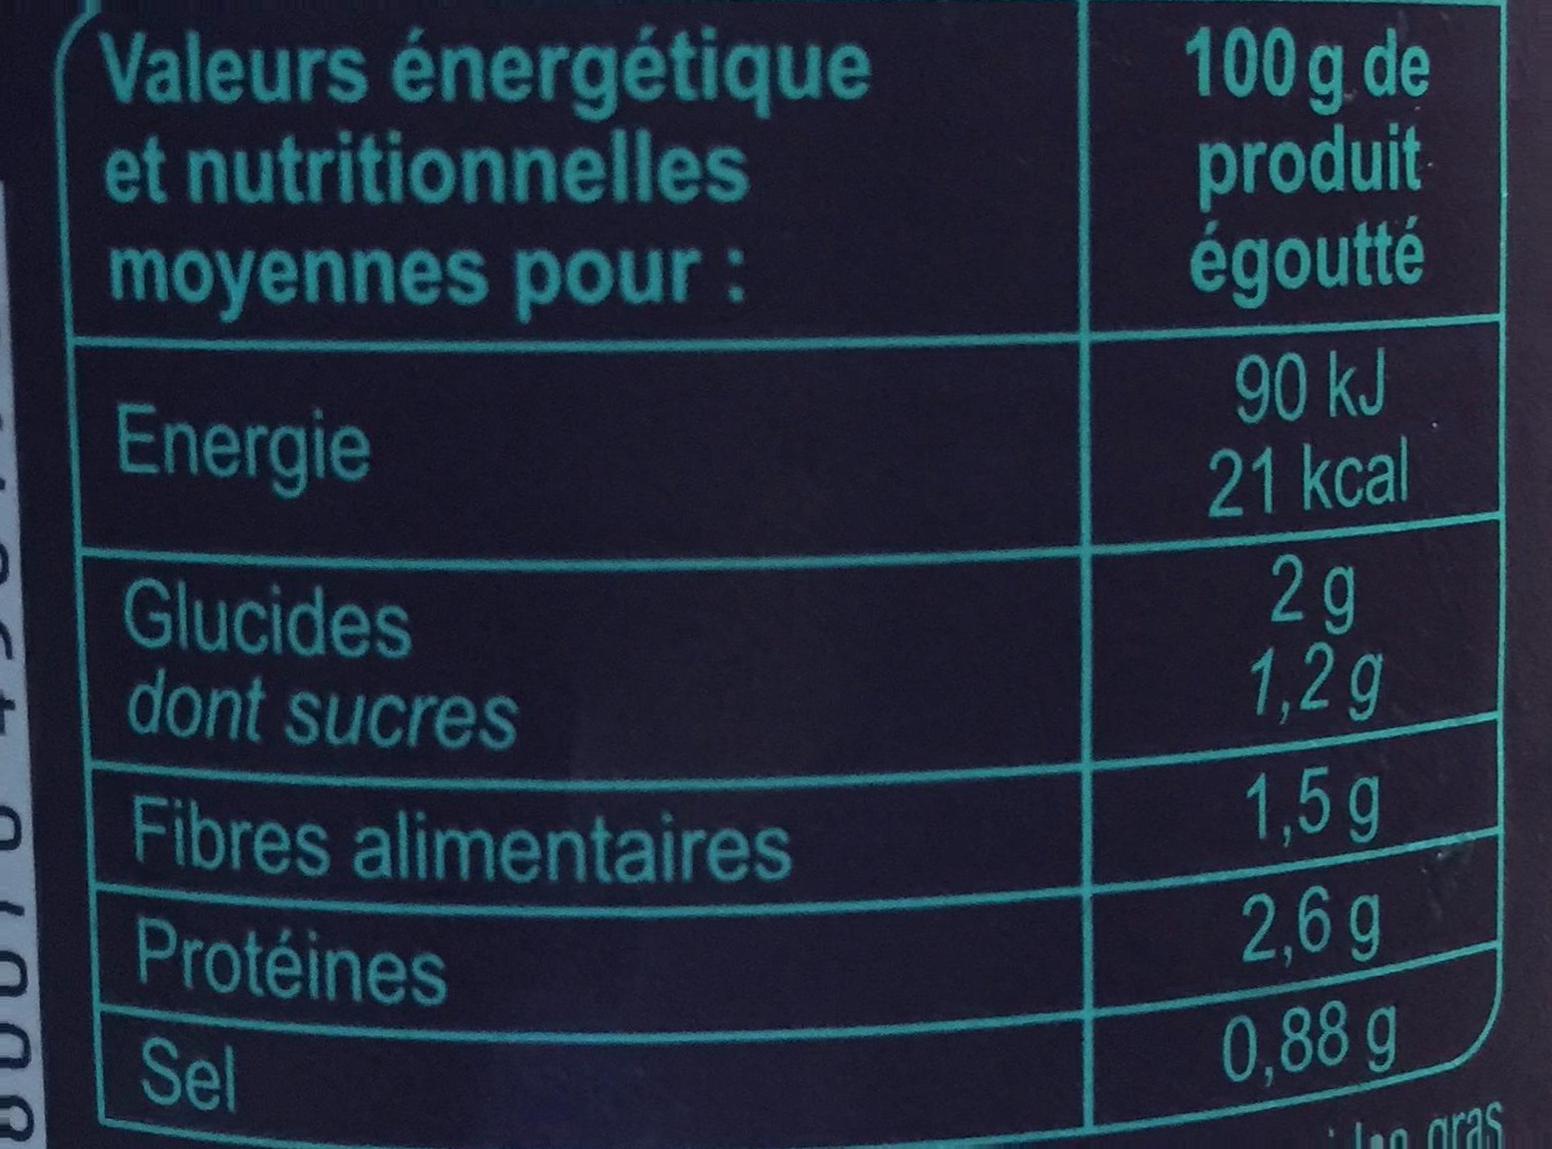 Valeurs énergétique
et nutritionnelles
moyennes pour :
100 g de
produit
égoutté
Energie
90 kJ
21 kcal
Glucides
2 g
dont sucres
1,2 g
Fibres alimentaires 1,5 g
Protéines 2,6 g
Sel 0,88 g
gras